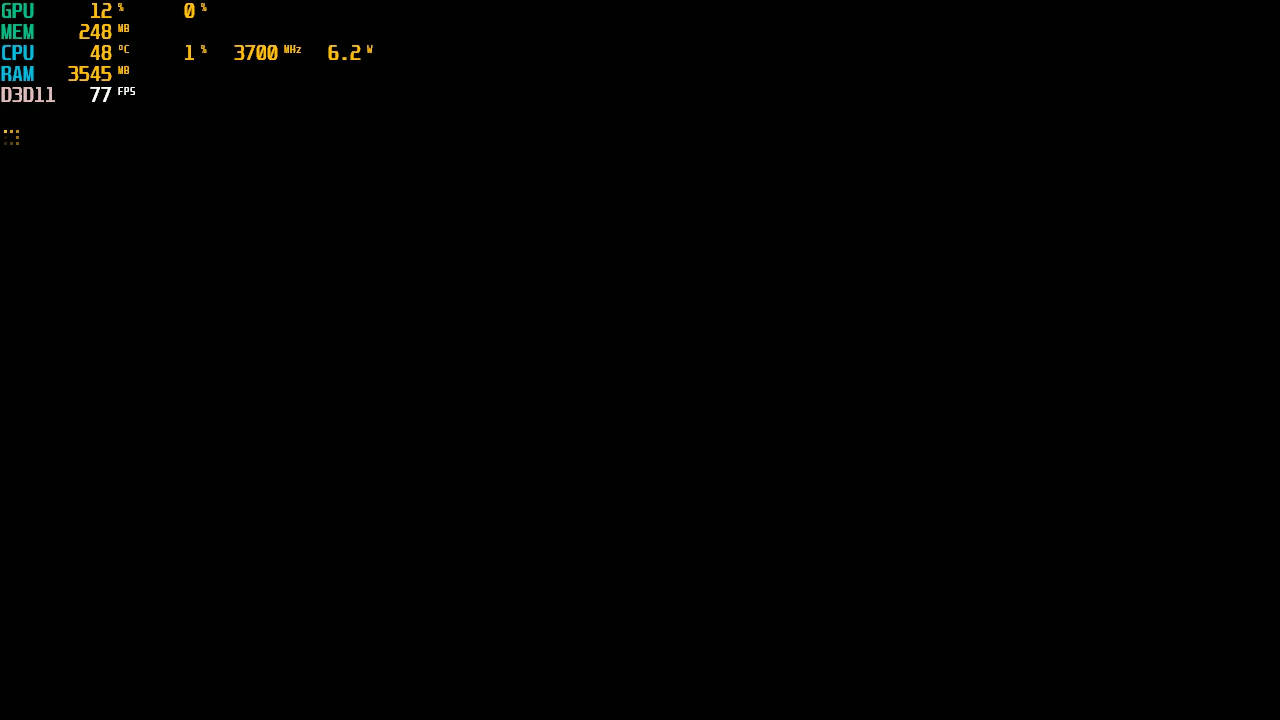 GPU 12 % 0 %
MEM 248 MB
CPU 48 °C 1 % 3700 MHz 6.2 W
RAM 3545 MB
D3D11 77 FPS